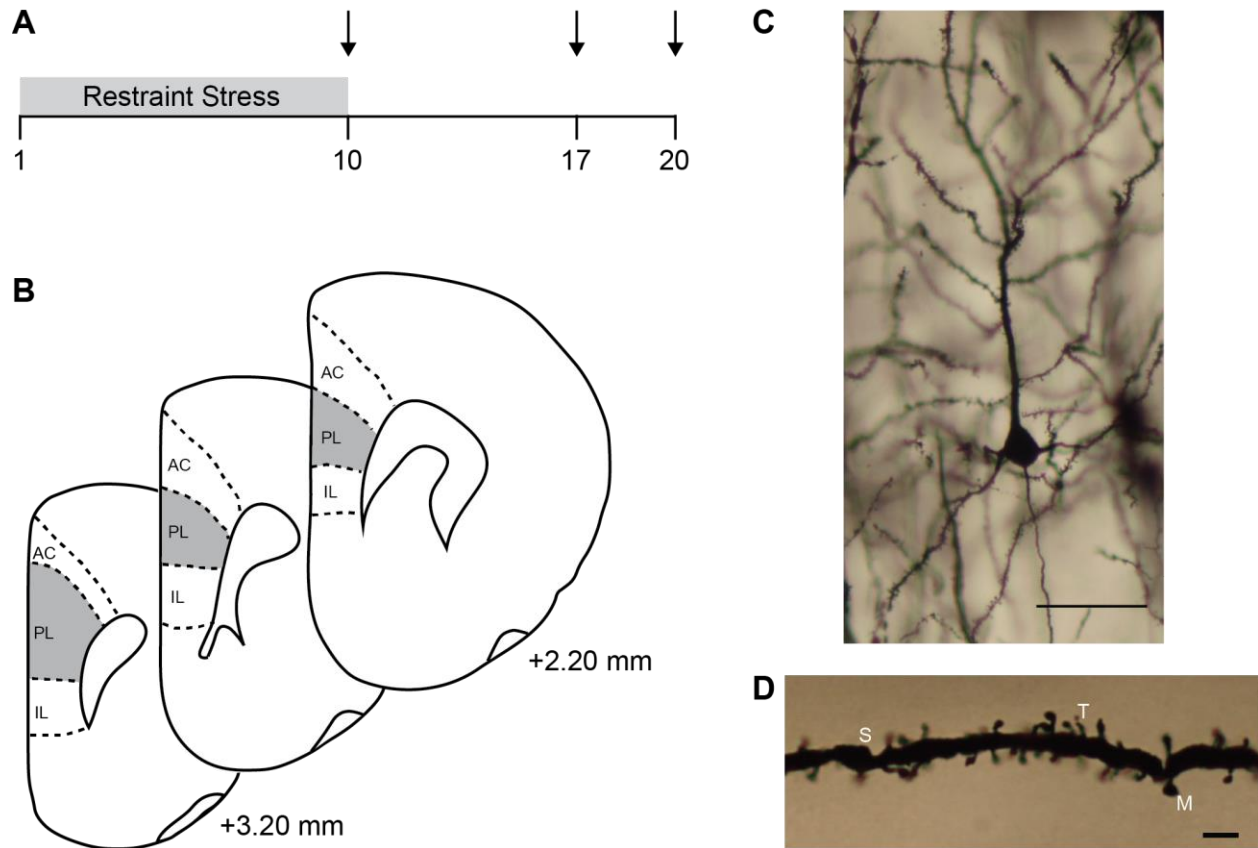 A
Restraint Stress
1 10 17 20
B
AC
PL
IL
+3.20 mm
AC
PL
IL
AC
PL
IL
+2.20 mm
C
D
S
T
M